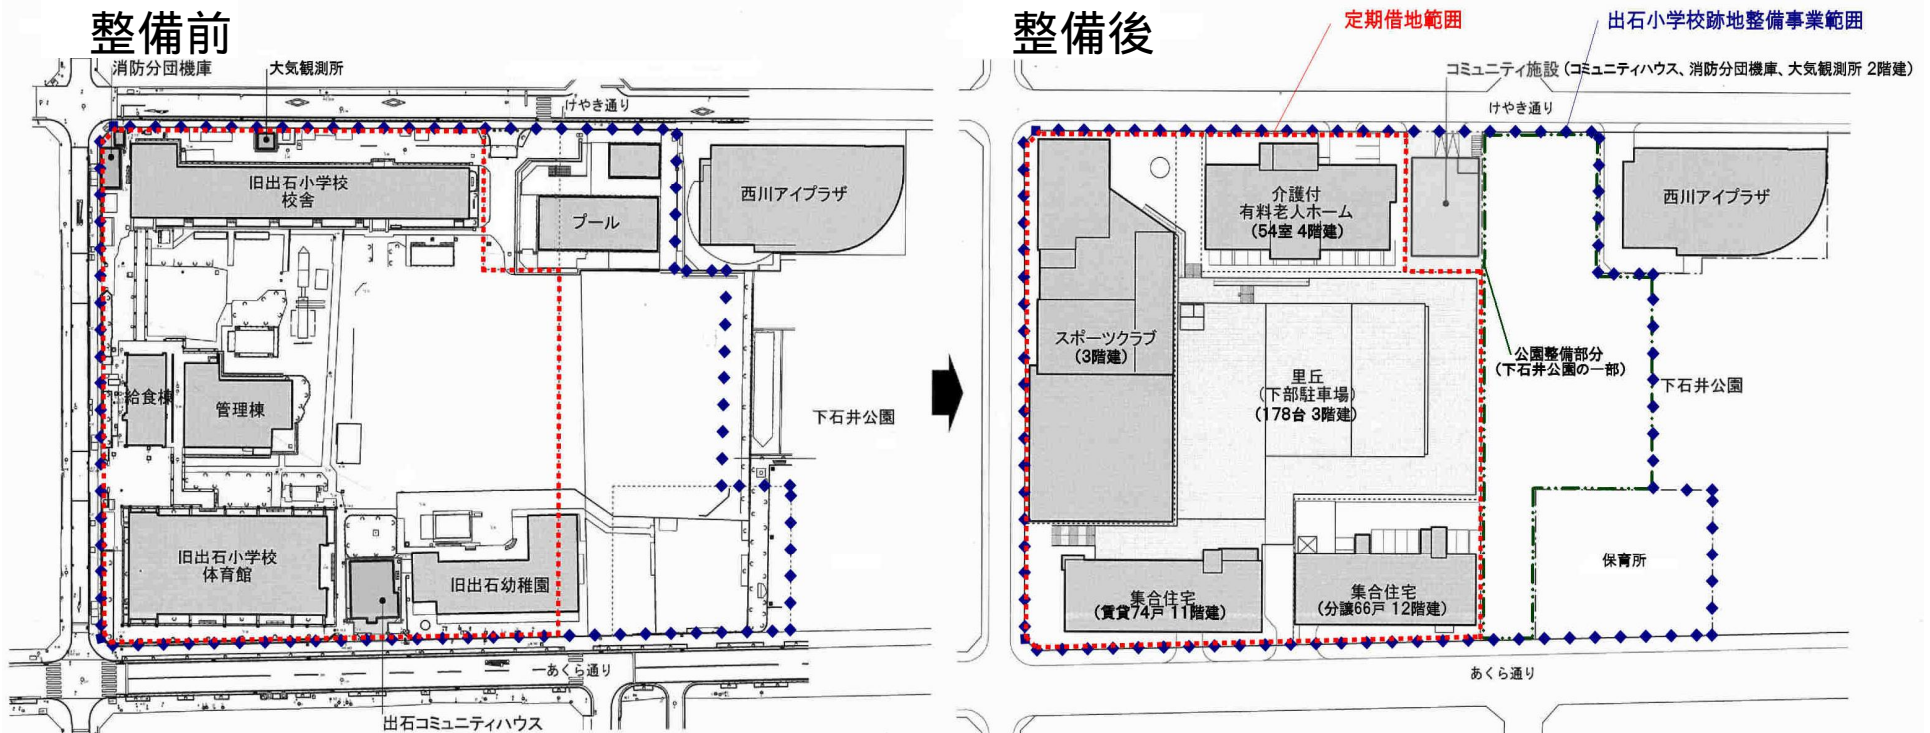 整備前
消防分団機庫
大気観測所
けやき通り
旧出石小学校
校舎
プール
西川アイプラザ
給食棟
管理棟
下石井公園
旧出石小学校
体育館
旧出石幼稚園
あくら通り
出石コミュニティハウス
整備後
定期借地範囲
出石小学校跡地整備事業範囲
コミュニティ施設(コミュニティハウス、消防分団機庫、大気観測所 2階建)
けやき通り
介護付
有料老人ホーム
(54室 4階建)
西川アイプラザ
スポーツクラブ
(3階建)
里丘
(下部駐車場)
(178台 3階建)
公園整備部分
(下石井公園の一部)
下石井公園
保育所
集合住宅
(賃貸74戸 11階建)
集合住宅
(分譲66戸 12階建)
あくら通り